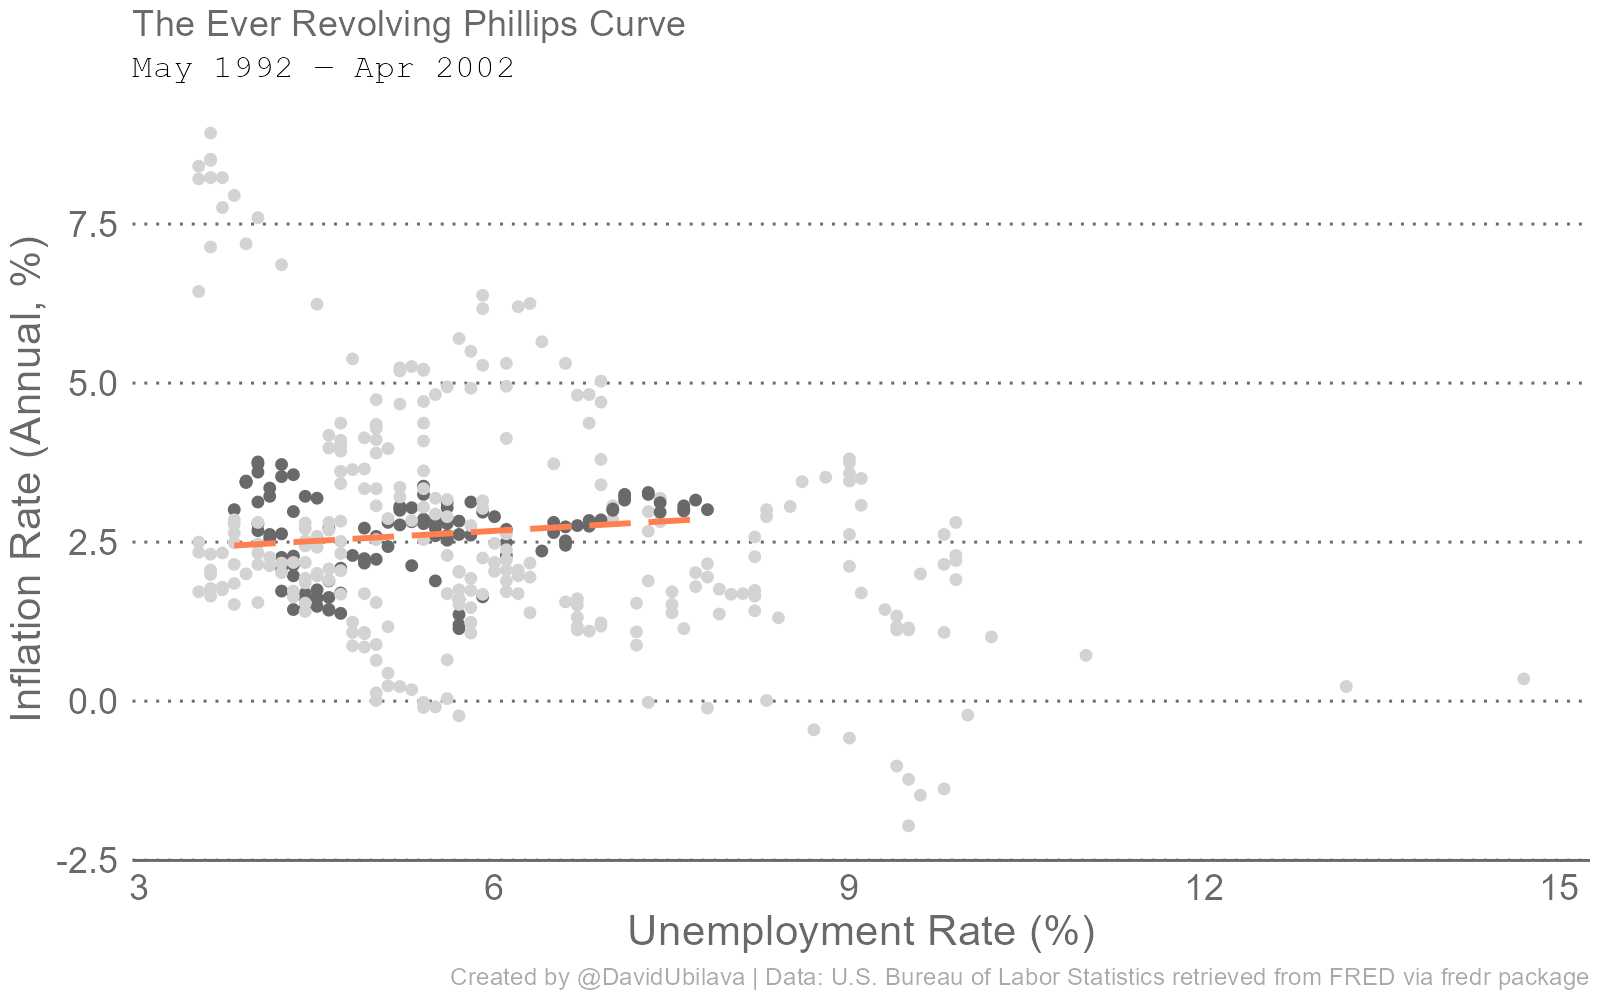 The Ever Revolving Phillips Curve
May 1992 – Apr 2002
Inflation Rate (Annual, %)
7.5
5.0
2.5
0.0
-2.5
3 6 9 12 15
Unemployment Rate (%)
Created by @DavidUbilava | Data: U.S. Bureau of Labor Statistics retrieved from FRED via fredr package